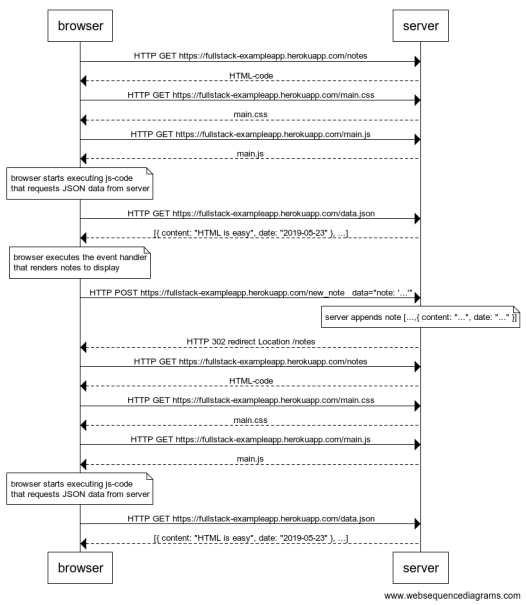 browser server
HTTP GET https://fullstack-exampleapp.herokuapp.com/notes
HTML-code
HTTP GET https://fullstack-exampleapp.herokuapp.com/main.css
main.css
HTTP GET https://fullstack-exampleapp.herokuapp.com/main.js
main.js
browser starts executing js-code
that requests JSON data from server
HTTP GET https://fullstack-exampleapp.herokuapp.com/data.json
[{ content: "HTML is easy", date: "2019-05-23" }, ...]
browser executes the event handler
that renders notes to display
HTTP POST https://fullstack-exampleapp.herokuapp.com/new_note data="note: '...'"
server appends note [...,{ content: "...", date: "..." }]
HTTP 302 redirect Location /notes
HTTP GET https://fullstack-exampleapp.herokuapp.com/notes
HTML-code
HTTP GET https://fullstack-exampleapp.herokuapp.com/main.css
main.css
HTTP GET https://fullstack-exampleapp.herokuapp.com/main.js
main.js
browser starts executing js-code
that requests JSON data from server
HTTP GET https://fullstack-exampleapp.herokuapp.com/data.json
[{ content: "HTML is easy", date: "2019-05-23" }, ...]
browser server
www.websequencediagrams.com